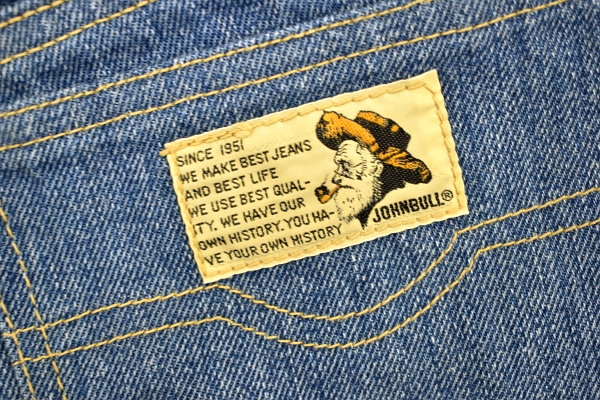 SINCE 1951
WE MAKE BEST JEANS
AND BEST LIFE
WE USE BEST QUAL-
ITY. WE HAVE OUR
OWN HISTORY. YOU HA-
VE YOUR OWN HISTORY
JOHNBULL®